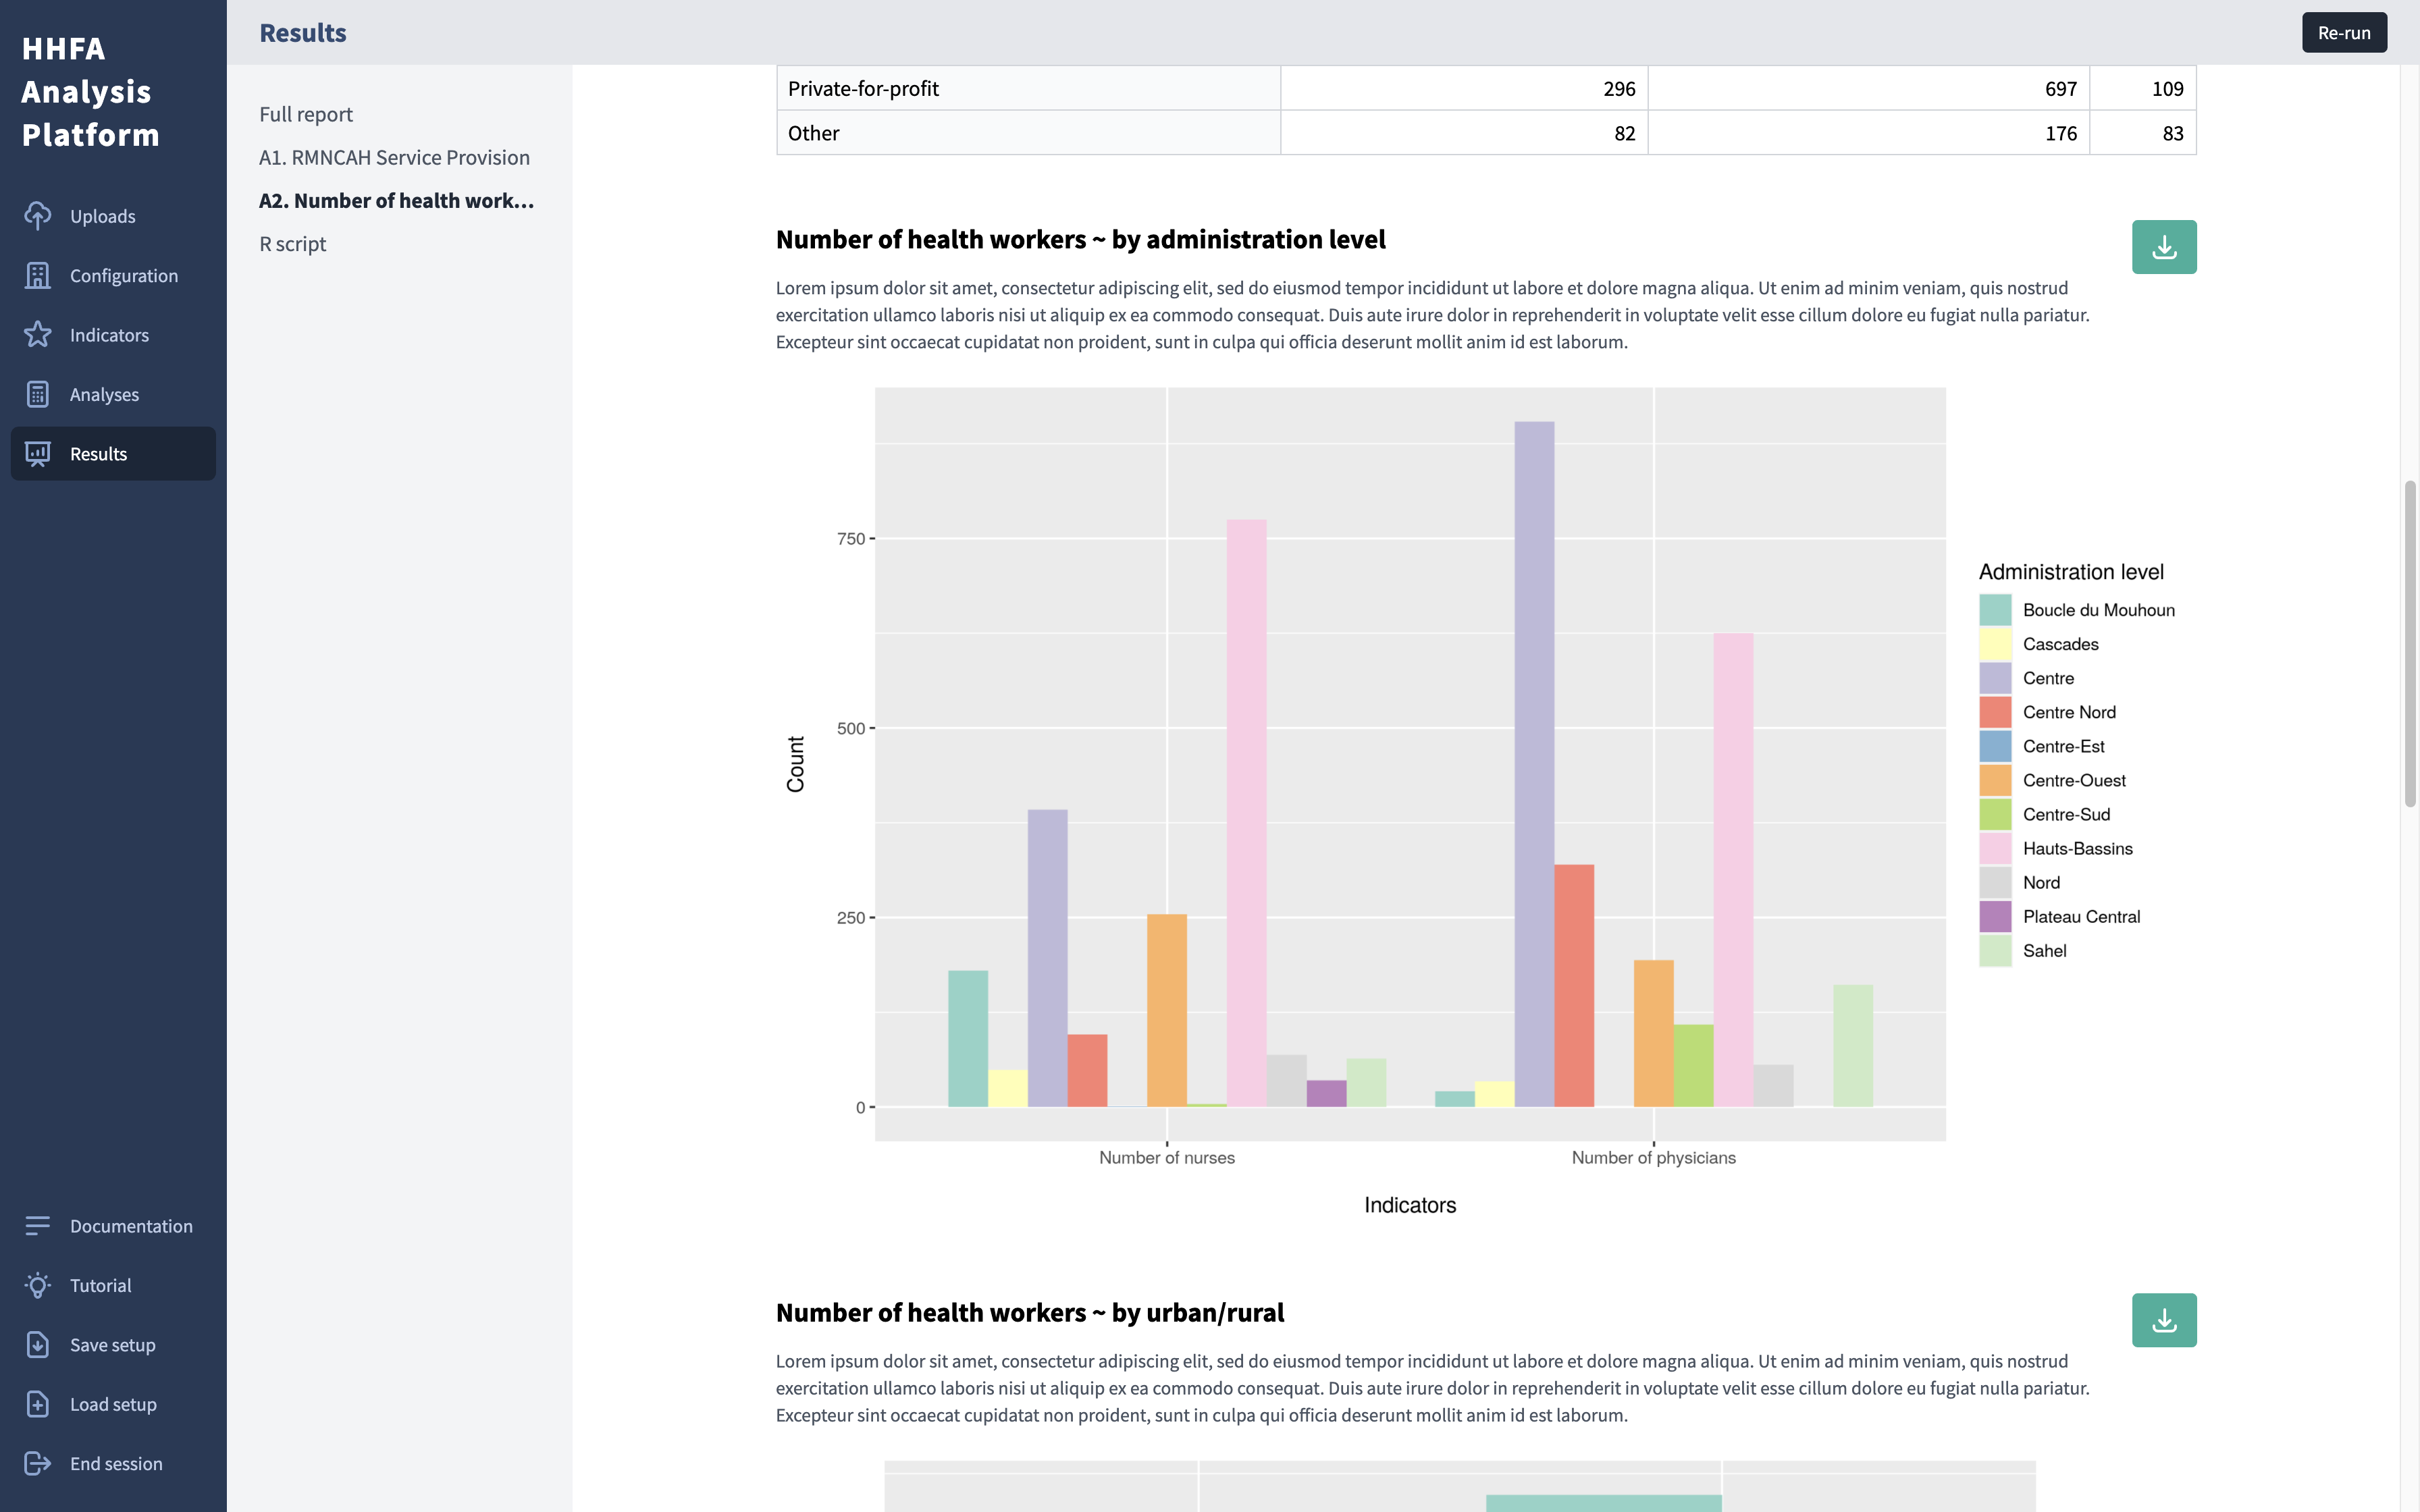 HHFA
Analysis
Platform
Uploads
Configuration
Indicators
Analyses
Results
Documentation
Tutorial
Save setup
Load setup
End session
Results
Re-run
Full report
A1. RMNCAH Service Provision
A2. Number of health work...
R script
Private-for-profit 296 697 109
Other 82 176 83
Number of health workers ~ by administration level
Lorem ipsum dolor sit amet, consectetur adipiscing elit, sed do eiusmod tempor incididunt ut labore et dolore magna aliqua. Ut enim ad minim veniam, quis nostrud
exercitation ullamco laboris nisi ut aliquip ex ea commodo consequat. Duis aute irure dolor in reprehenderit in voluptate velit esse cillum dolore eu fugiat nulla pariatur.
Excepteur sint occaecat cupidatat non proident, sunt in culpa qui officia deserunt mollit anim id est laborum.
Count
750
500
250
0
Number of nurses
Number of physicians
Indicators
Administration level
Boucle du Mouhoun
Cascades
Centre
Centre Nord
Centre-Est
Centre-Ouest
Centre-Sud
Hauts-Bassins
Nord
Plateau Central
Sahel
Number of health workers ~ by urban/rural
Lorem ipsum dolor sit amet, consectetur adipiscing elit, sed do eiusmod tempor incididunt ut labore et dolore magna aliqua. Ut enim ad minim veniam, quis nostrud
exercitation ullamco laboris nisi ut aliquip ex ea commodo consequat. Duis aute irure dolor in reprehenderit in voluptate velit esse cillum dolore eu fugiat nulla pariatur.
Excepteur sint occaecat cupidatat non proident, sunt in culpa qui officia deserunt mollit anim id est laborum.